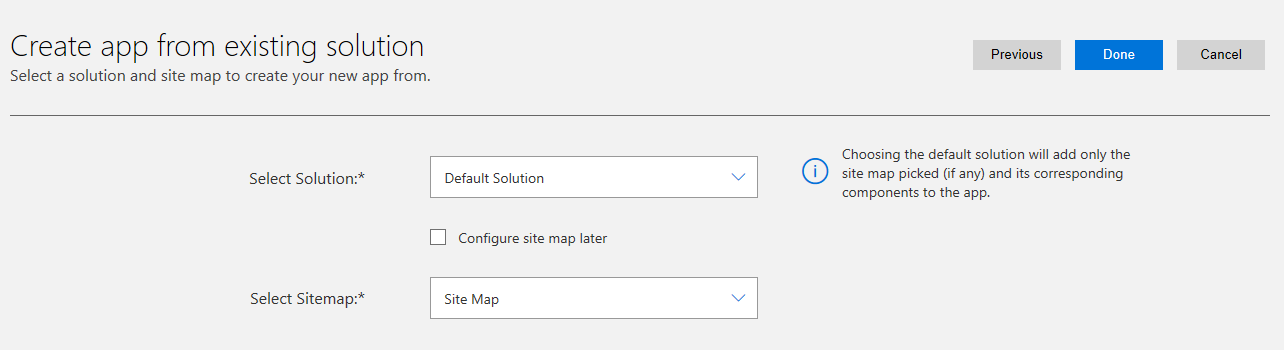 Create app from existing solution
Select a solution and site map to create your new app from.
Previous
Done
Cancel
Select Solution:*
Default Solution
i
Choosing the default solution will add only the
site map picked (if any) and its corresponding
components to the app.
Configure site map later
Select Sitemap:*
Site Map